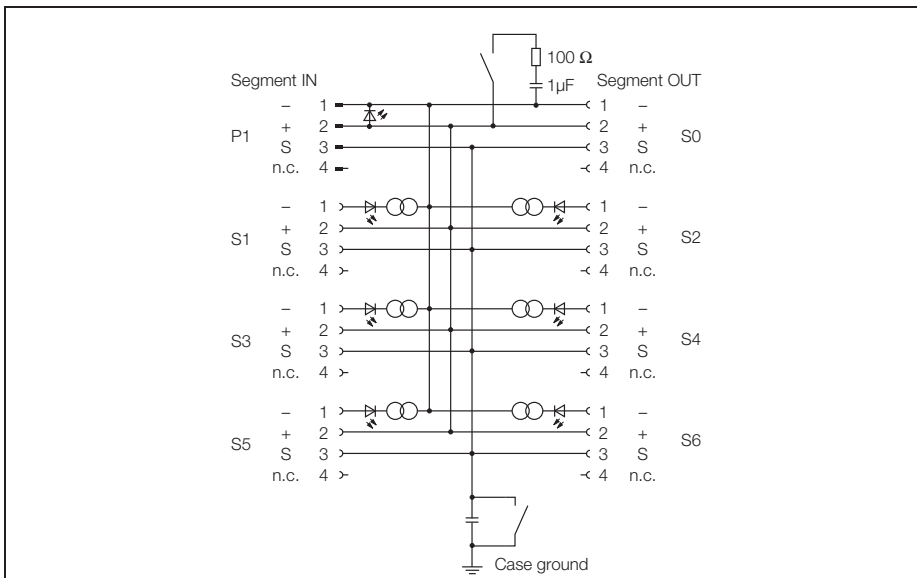 100 Ω
Segment IN 1µF Segment OUT
– 1 1 –
P1 + 2 2 + S0
S 3 3 S
n.c. 4 4 n.c.
– 1 1 –
S1 + 2 2 + S2
S 3 3 S
n.c. 4 4 n.c.
– 1 1 –
S3 + 2 2 + S4
S 3 3 S
n.c. 4 4 n.c.
– 1 1 –
S5 + 2 2 + S6
S 3 3 S
n.c. 4 4 n.c.
Case ground